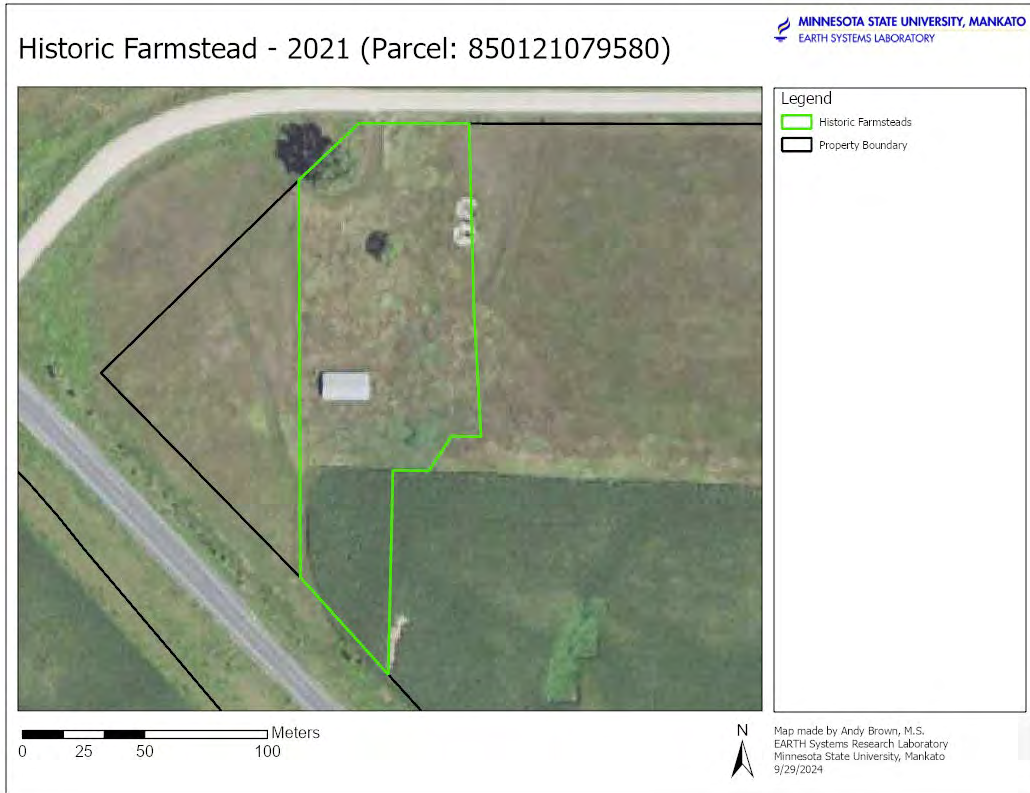 MINNESOTA STATE UNIVERSITY, MANKATO
EARTH SYSTEMS LABORATORY
Historic Farmstead - 2021 (Parcel: 850121079580)
Legend
Historic Farmsteads
Property Boundary
Meters
0 25 50 100
N
Map made by Andy Brown, M.S.
EARTH Systems Research Laboratory
Minnesota State University, Mankato
9/29/2024